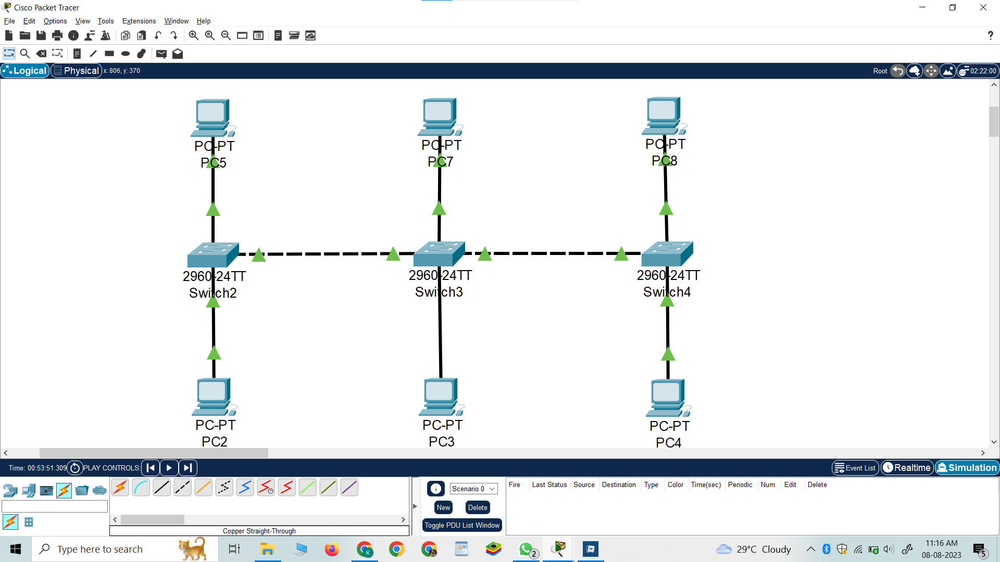 Cisco Packet Tracer
File Edit Options View Tools Extensions Window Help
?
Logical Physical x: 806, y: 370 Root 02:22:00
PC-PT
PC5
PC-PT
PC7
PC-PT
PC8
2960-24TT
Switch2
2960-24TT
Switch3
2960-24TT
Switch4
PC-PT
PC2
PC-PT
PC3
PC-PT
PC4
Time: 00:53:51.309 PLAY CONTROLS: Event List Realtime Simulation
Scenario 0
New Delete
Toggle PDU List Window
Fire Last Status Source Destination Type Color Time(sec) Periodic Num Edit Delete
Copper Straight-Through
Type here to search
K
2
W
29°C Cloudy
11:16 AM
08-08-2023
5